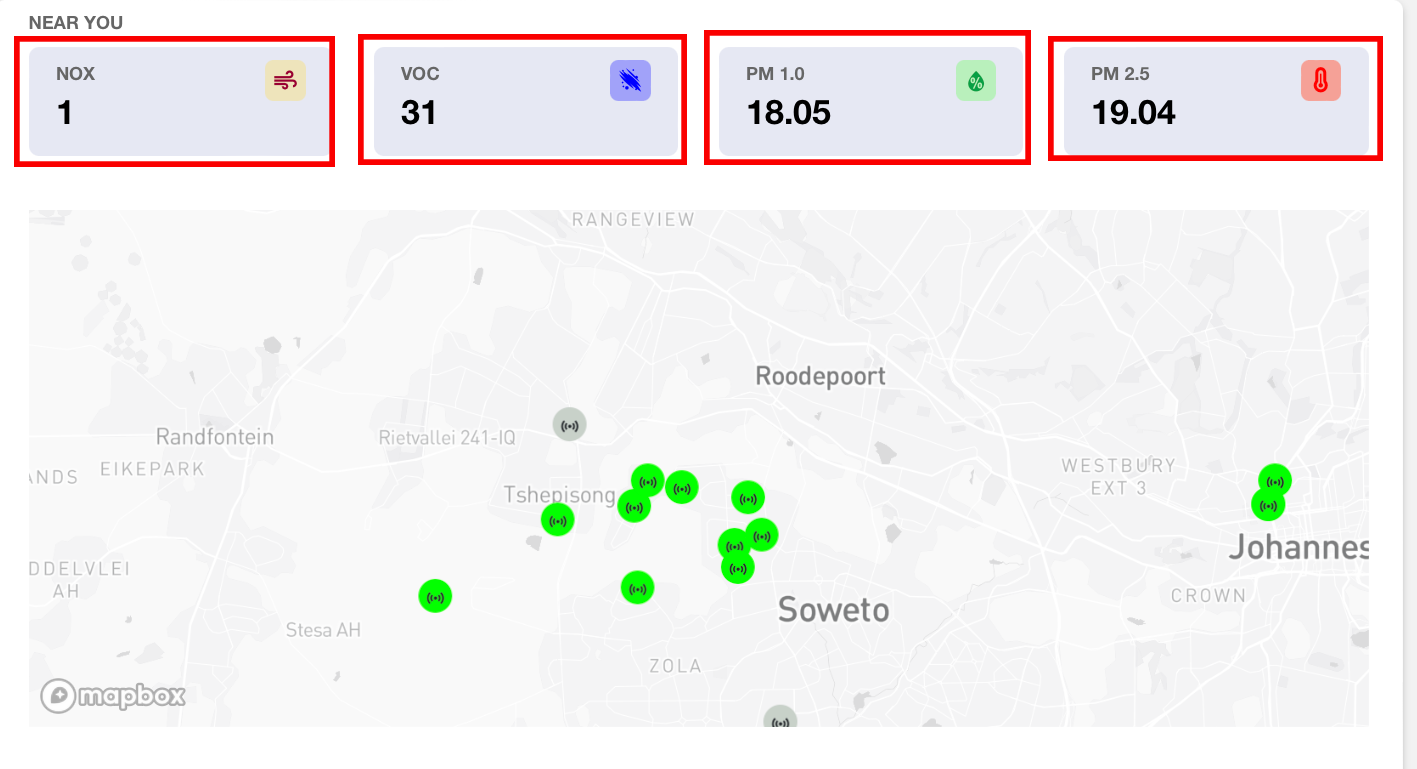 NEAR YOU
NOX
1
VOC
31
PM 1.0
18.05
%
PM 2.5
19.04
RANGEVIEW
Roodepoort
Randfontein
Rietvallei 241-IQ
ANDS
EIKEPARK
WESTBURY
EXT 3
Tshepisong
Johannes
DDELVLEI
AH
CROWN
Soweto
Stesa AH
ZOLA
mapbox